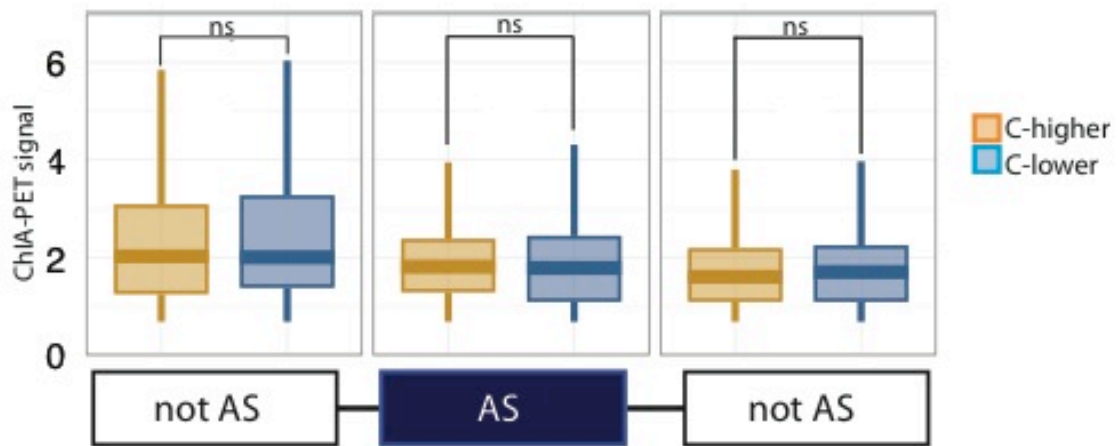 ns
ns
ns
6
4
2
0
ChIA-PET signal
C-higher
C-lower
not AS
AS
not AS